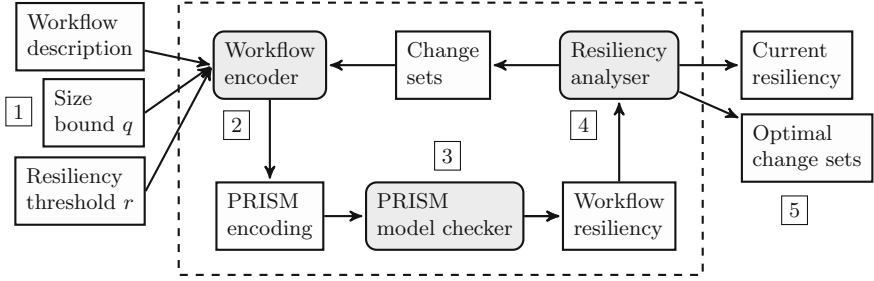 Workflow
description
1
Size
bound q
Resiliency
threshold r
Workflow
encoder
2
Change
sets
Resiliency
analyser
4
3
PRISM
encoding
PRISM
model checker
Workflow
resiliency
Current
resiliency
Optimal
change sets
5